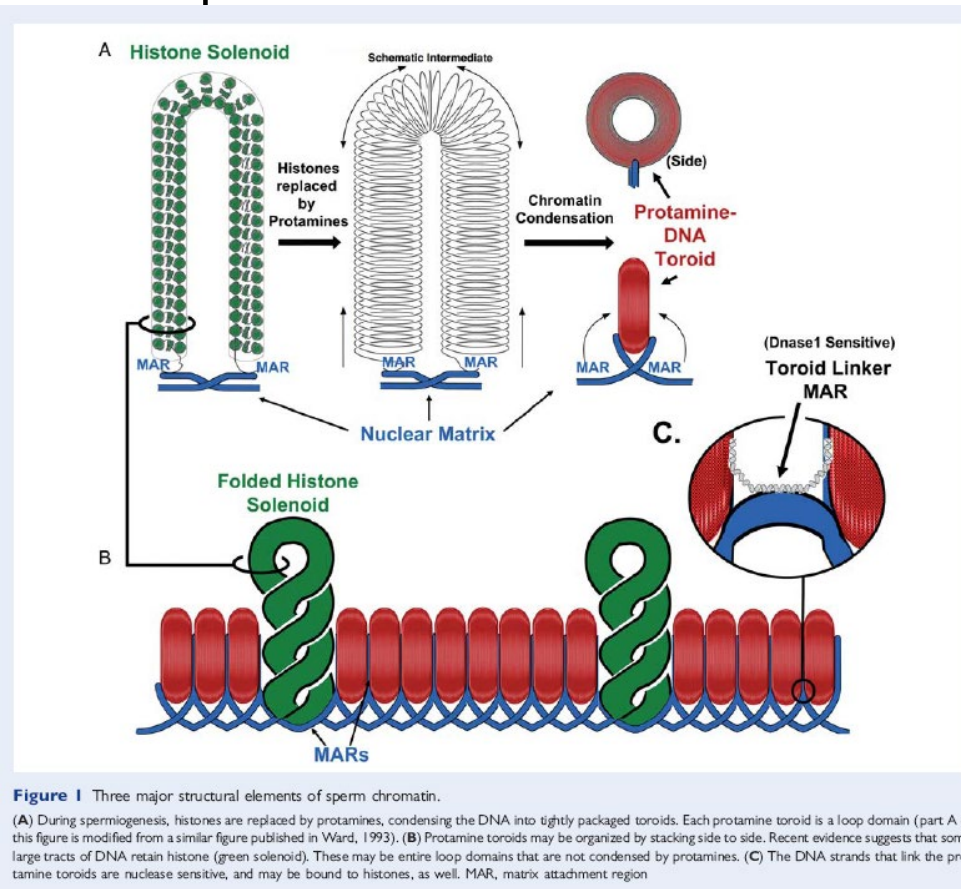 A
Histone Solenoid
Schematic Intermediate
Histones
replaced
by
Protamines
Chromatin
Condensation
(Side)
Protamine-
DNA
Toroid
MAR
MAR
MAR
MAR
MAR
MAR
Nuclear Matrix
(Dnase1 Sensitive)
Toroid Linker
MAR
C.
Folded Histone
Solenoid
B
MARs
Figure 1 Three major structural elements of sperm chromatin.
(A) During spermiogenesis, histones are replaced by protamines, condensing the DNA into tightly packaged toroids. Each protamine toroid is a loop domain (part A
this figure is modified from a similar figure published in Ward, 1993). (B) Protamine toroids may be organized by stacking side to side. Recent evidence suggests that som
large tracts of DNA retain histone (green solenoid). These may be entire loop domains that are not condensed by protamines. (C) The DNA strands that link the pro-
tamine toroids are nuclease sensitive, and may be bound to histones, as well. MAR, matrix attachment region